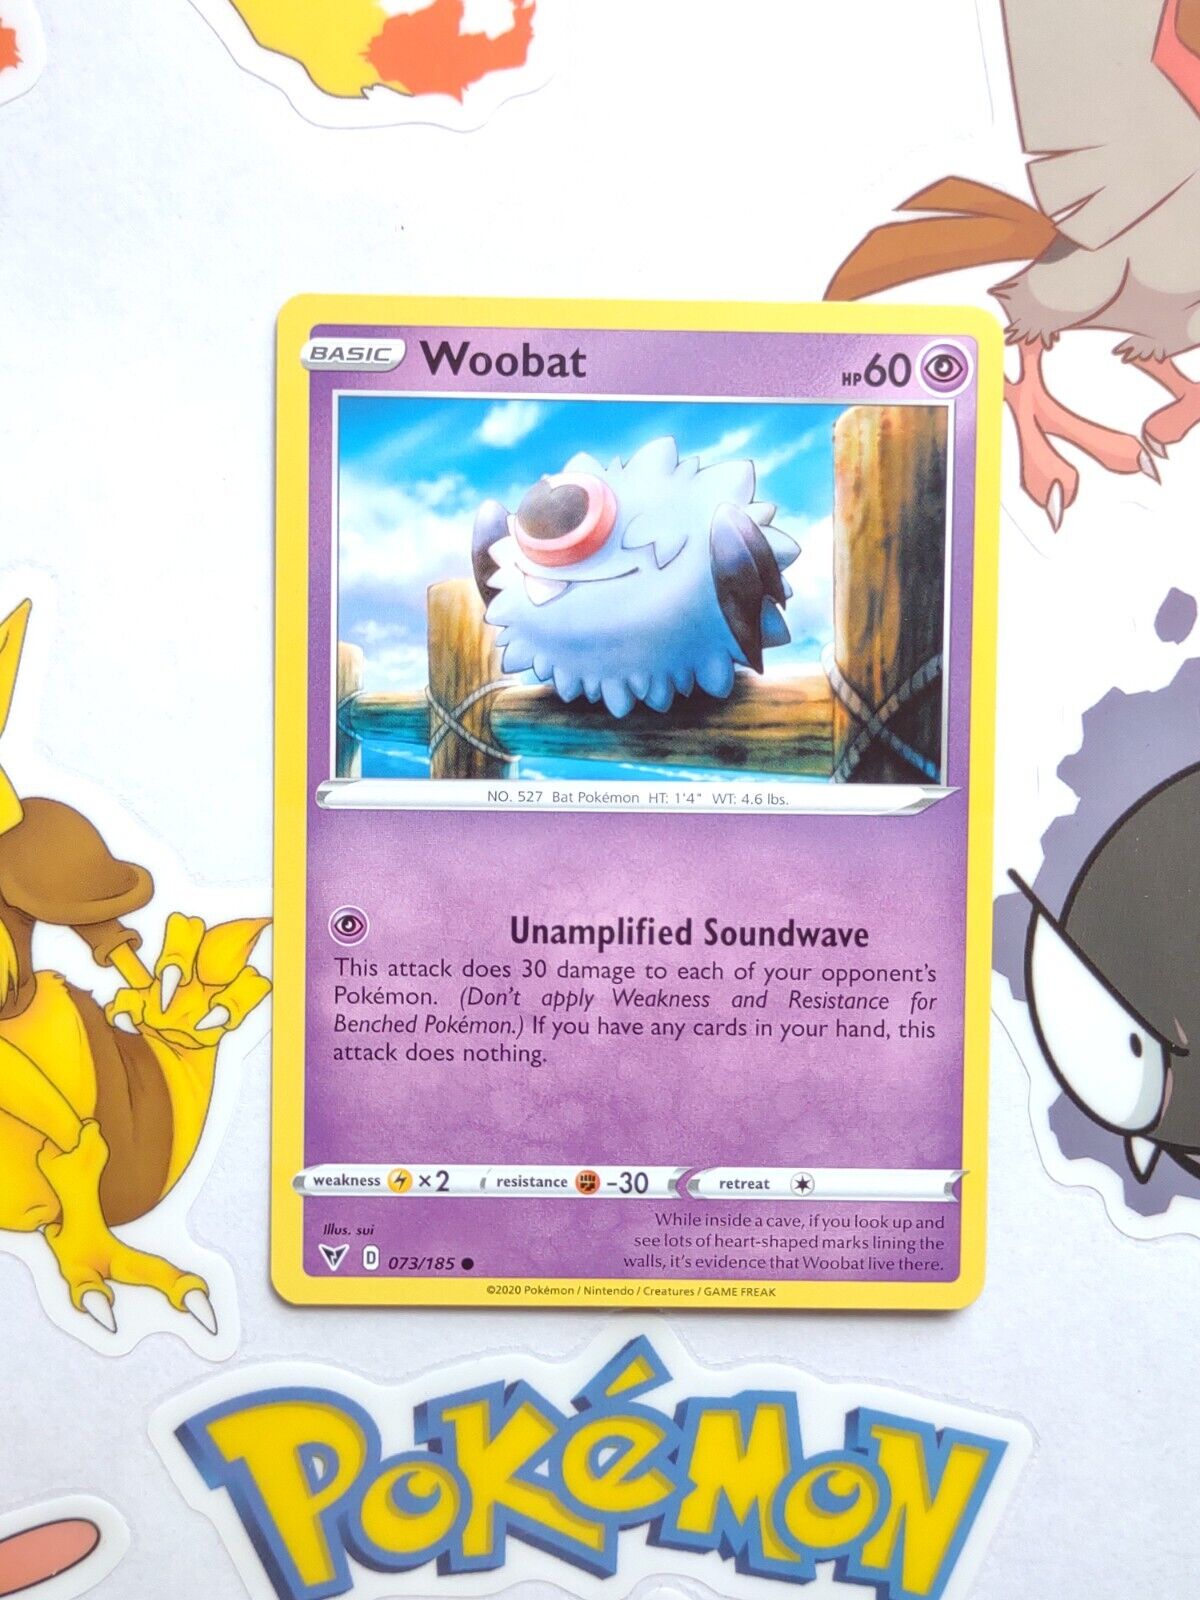 BASIC Woobat HP60
NO. 527 Bat Pokémon HT: 1'4" WT: 4.6 lbs.
Unamplified Soundwave
This attack does 30 damage to each of your opponent's
Pokémon. (Don't apply Weakness and Resistance for
Benched Pokémon.) If you have any cards in your hand, this
attack does nothing.
weakness ×2 resistance -30 retreat
Illus. sui
D 073/185
While inside a cave, if you look up and
see lots of heart-shaped marks lining the
walls, it's evidence that Woobat live there.
©2020 Pokémon / Nintendo / Creatures / GAME FREAK
POKéMON